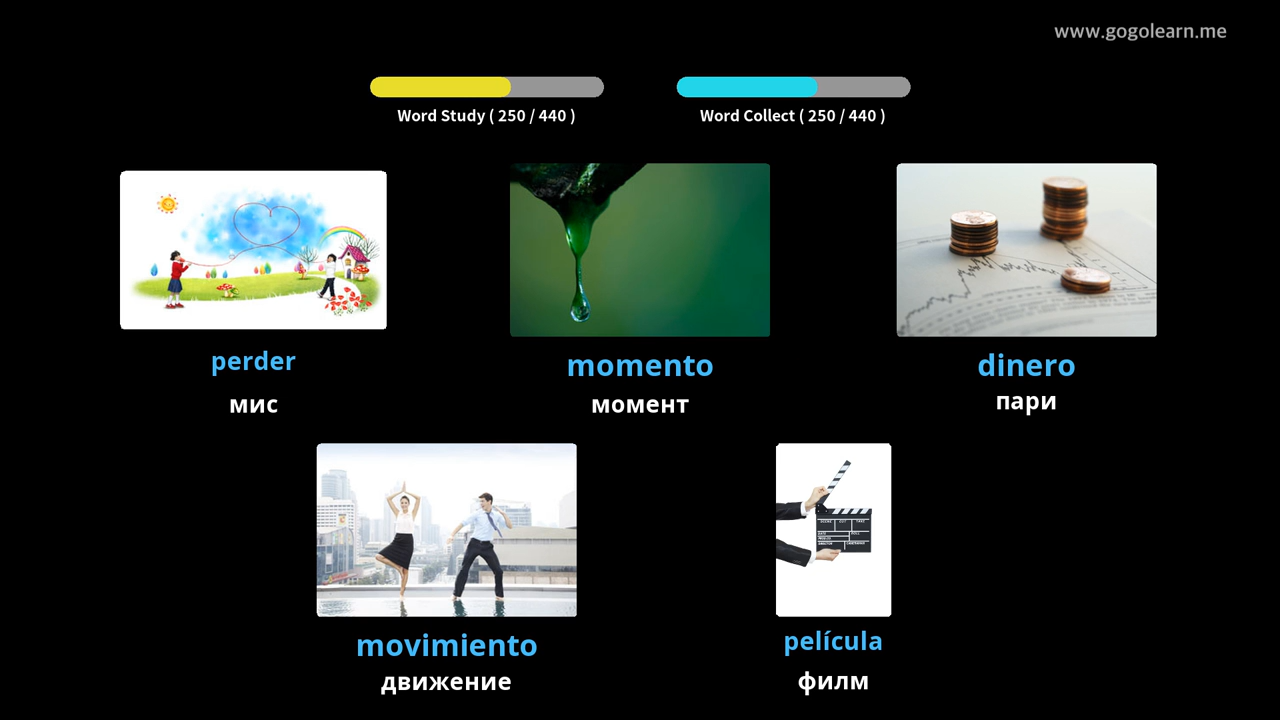 www.gogolearn.me
Word Study ( 250 / 440 )
Word Collect ( 250 / 440 )
perder
мис
momento
момент
dinero
пари
movimiento
движение
película
филм